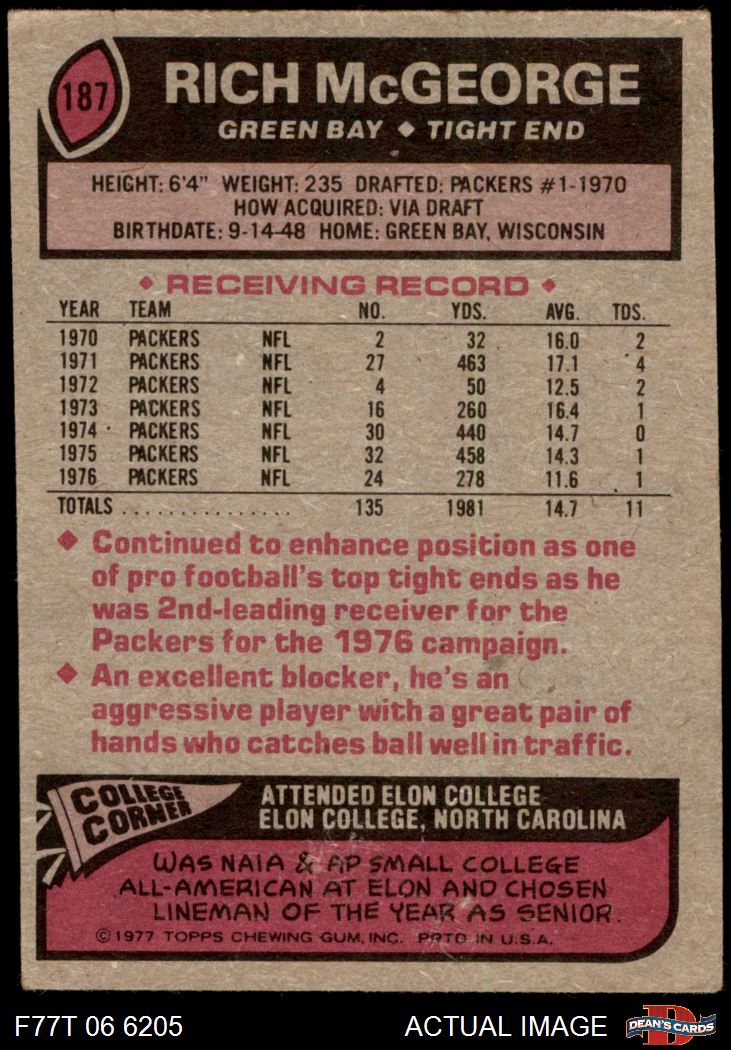 187
RICH McGEORGE
GREEN BAY ◆ TIGHT END
HEIGHT: 6'4" WEIGHT: 235 DRAFTED: PACKERS #1-1970
HOW ACQUIRED: VIA DRAFT
BIRTHDATE: 9-14-48 HOME: GREEN BAY, WISCONSIN
◆ RECEIVING RECORD ◆
YEAR TEAM NO. YDS. AVG. TDS.
1970 PACKERS NFL 2 32 16.0 2
1971 PACKERS NFL 27 463 17.1 4
1972 PACKERS NFL 4 50 12.5 2
1973 PACKERS NFL 16 260 16.4 1
1974 PACKERS NFL 30 440 14.7 0
1975 PACKERS NFL 32 458 14.3 1
1976 PACKERS NFL 24 278 11.6 1
TOTALS ............... 135 1981 14.7 11
◆ Continued to enhance position as one
of pro football's top tight ends as he
was 2nd-leading receiver for the
Packers for the 1976 campaign.
◆ An excellent blocker, he's an
aggressive player with a great pair of
hands who catches ball well in traffic.
COLLEGE
CORNER
ATTENDED ELON COLLEGE
ELON COLLEGE, NORTH CAROLINA
WAS NAIA & AP SMALL COLLEGE
ALL-AMERICAN AT ELON AND CHOSEN
LINEMAN OF THE YEAR AS SENIOR.
©1977 TOPPS CHEWING GUM, INC. PRTD IN U.S.A.
F77T 06 6205 ACTUAL IMAGE
D
DEAN'S CARDS